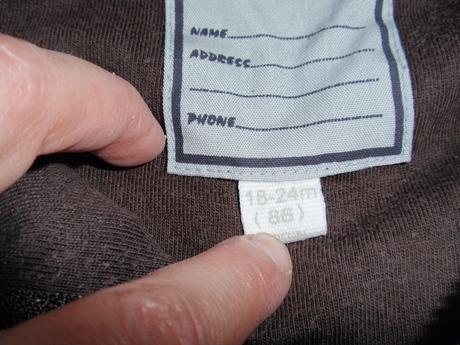 NAME
ADDRESS
PHONE
18-24m
(86)